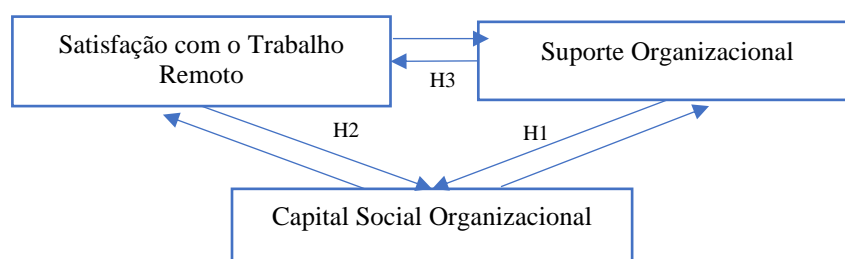 Satisfação com o Trabalho
Remoto
Suporte Organizacional
H3
H2
H1
Capital Social Organizacional